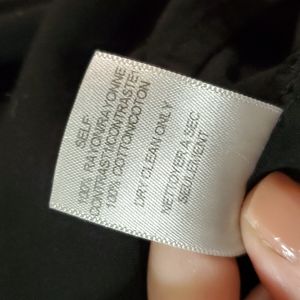 SELF:
100% RAYON\RAYONNE
CONTRAST\CONTRASTE:
100% COTTON\COTON
DRY CLEAN ONLY
NETTOYER A SEC
SEULEMENT